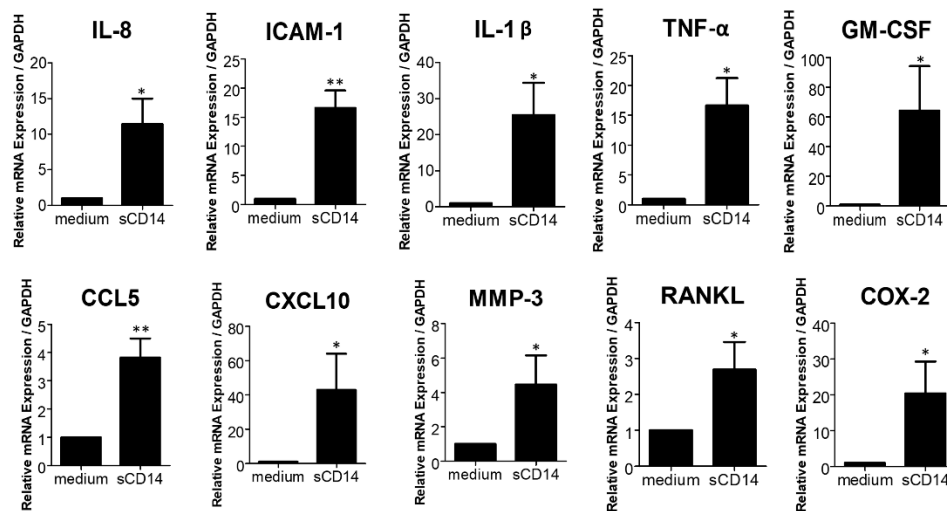 IL-8
Relative mRNA Expression / GAPDH
15
*
10
5
0
medium sCD14
ICAM-1
Relative mRNA Expression / GAPDH
25
**
20
15
10
5
0
medium sCD14
IL-1 β
Relative mRNA Expression / GAPDH
40
*
30
20
10
0
medium sCD14
TNF-α
Relative mRNA Expression / GAPDH
25
*
20
15
10
5
0
medium sCD14
GM-CSF
Relative mRNA Expression / GAPDH
100
*
80
60
40
20
0
medium sCD14
CCL5
Relative mRNA Expression / GAPDH
5
**
4
3
2
1
0
medium sCD14
CXCL10
Relative mRNA Expression / GAPDH
80
*
60
40
20
0
medium sCD14
MMP-3
Relative mRNA Expression / GAPDH
8
*
6
4
2
0
medium sCD14
RANKL
Relative mRNA Expression / GAPDH
4
*
3
2
1
0
medium sCD14
COX-2
Relative mRNA Expression / GAPDH
40
*
30
20
10
0
medium sCD14